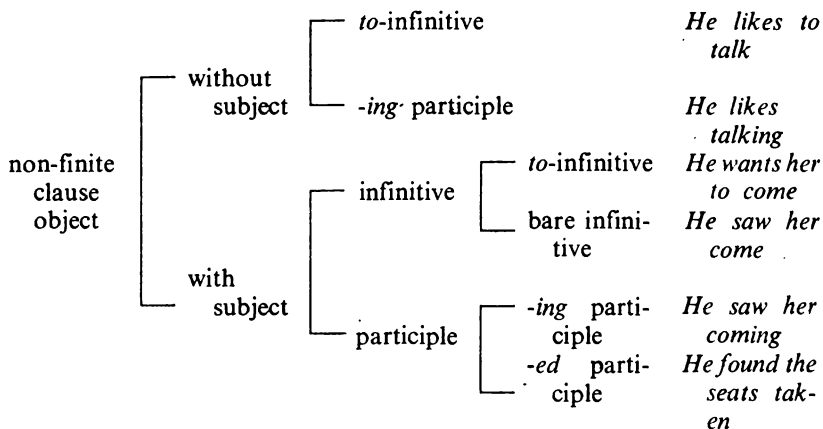 to-infinitive He likes to
talk
without
subject
-ing participle He likes
talking
non-finite
clause
object
to-infinitive He wants her
to come
infinitive
bare infini-
tive He saw her
come
with
subject
-ing parti-
ciple He saw her
coming
participle
-ed parti-
ciple He found the
seats tak-
en